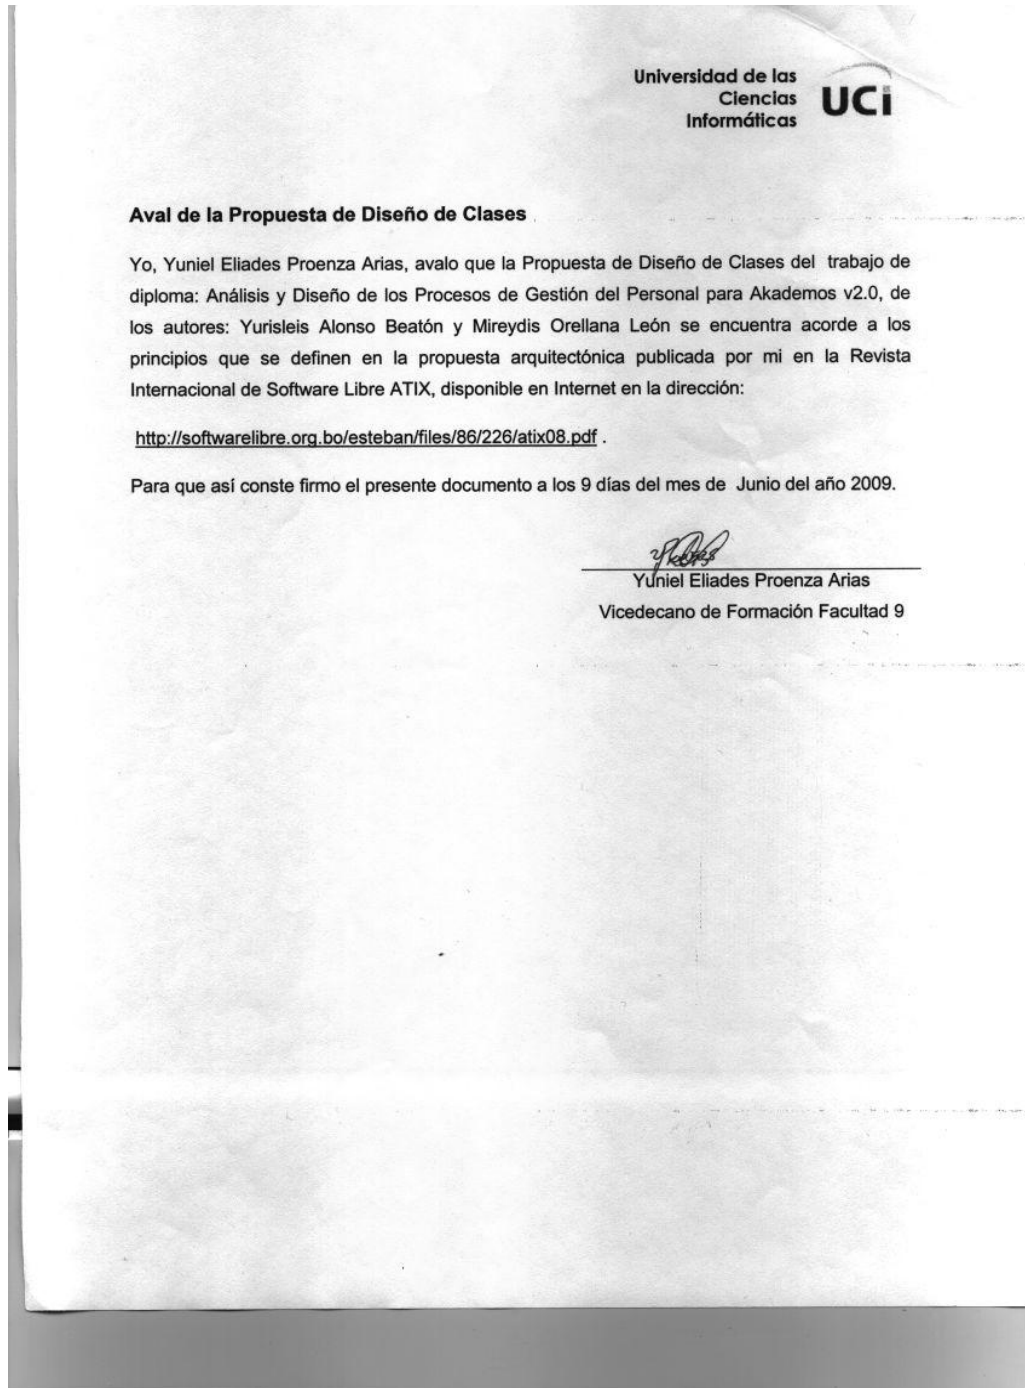 Universidad de las
Ciencias
Informáticas
UCi
Aval de la Propuesta de Diseño de Clases
Yo, Yuniel Eliades Proenza Arias, avalo que la Propuesta de Diseño de Clases del trabajo de
diploma: Análisis y Diseño de los Procesos de Gestión del Personal para Akademos v2.0, de
los autores: Yurisleis Alonso Beatón y Mireydis Orellana León se encuentra acorde a los
principios que se definen en la propuesta arquitectónica publicada por mi en la Revista
Internacional de Software Libre ATIX, disponible en Internet en la dirección:
http://softwarelibre.org.bo/esteban/files/86/226/atix08.pdf .
Para que así conste firmo el presente documento a los 9 días del mes de Junio del año 2009.
Yuniel Eliades Proenza Arias
Vicedecano de Formación Facultad 9